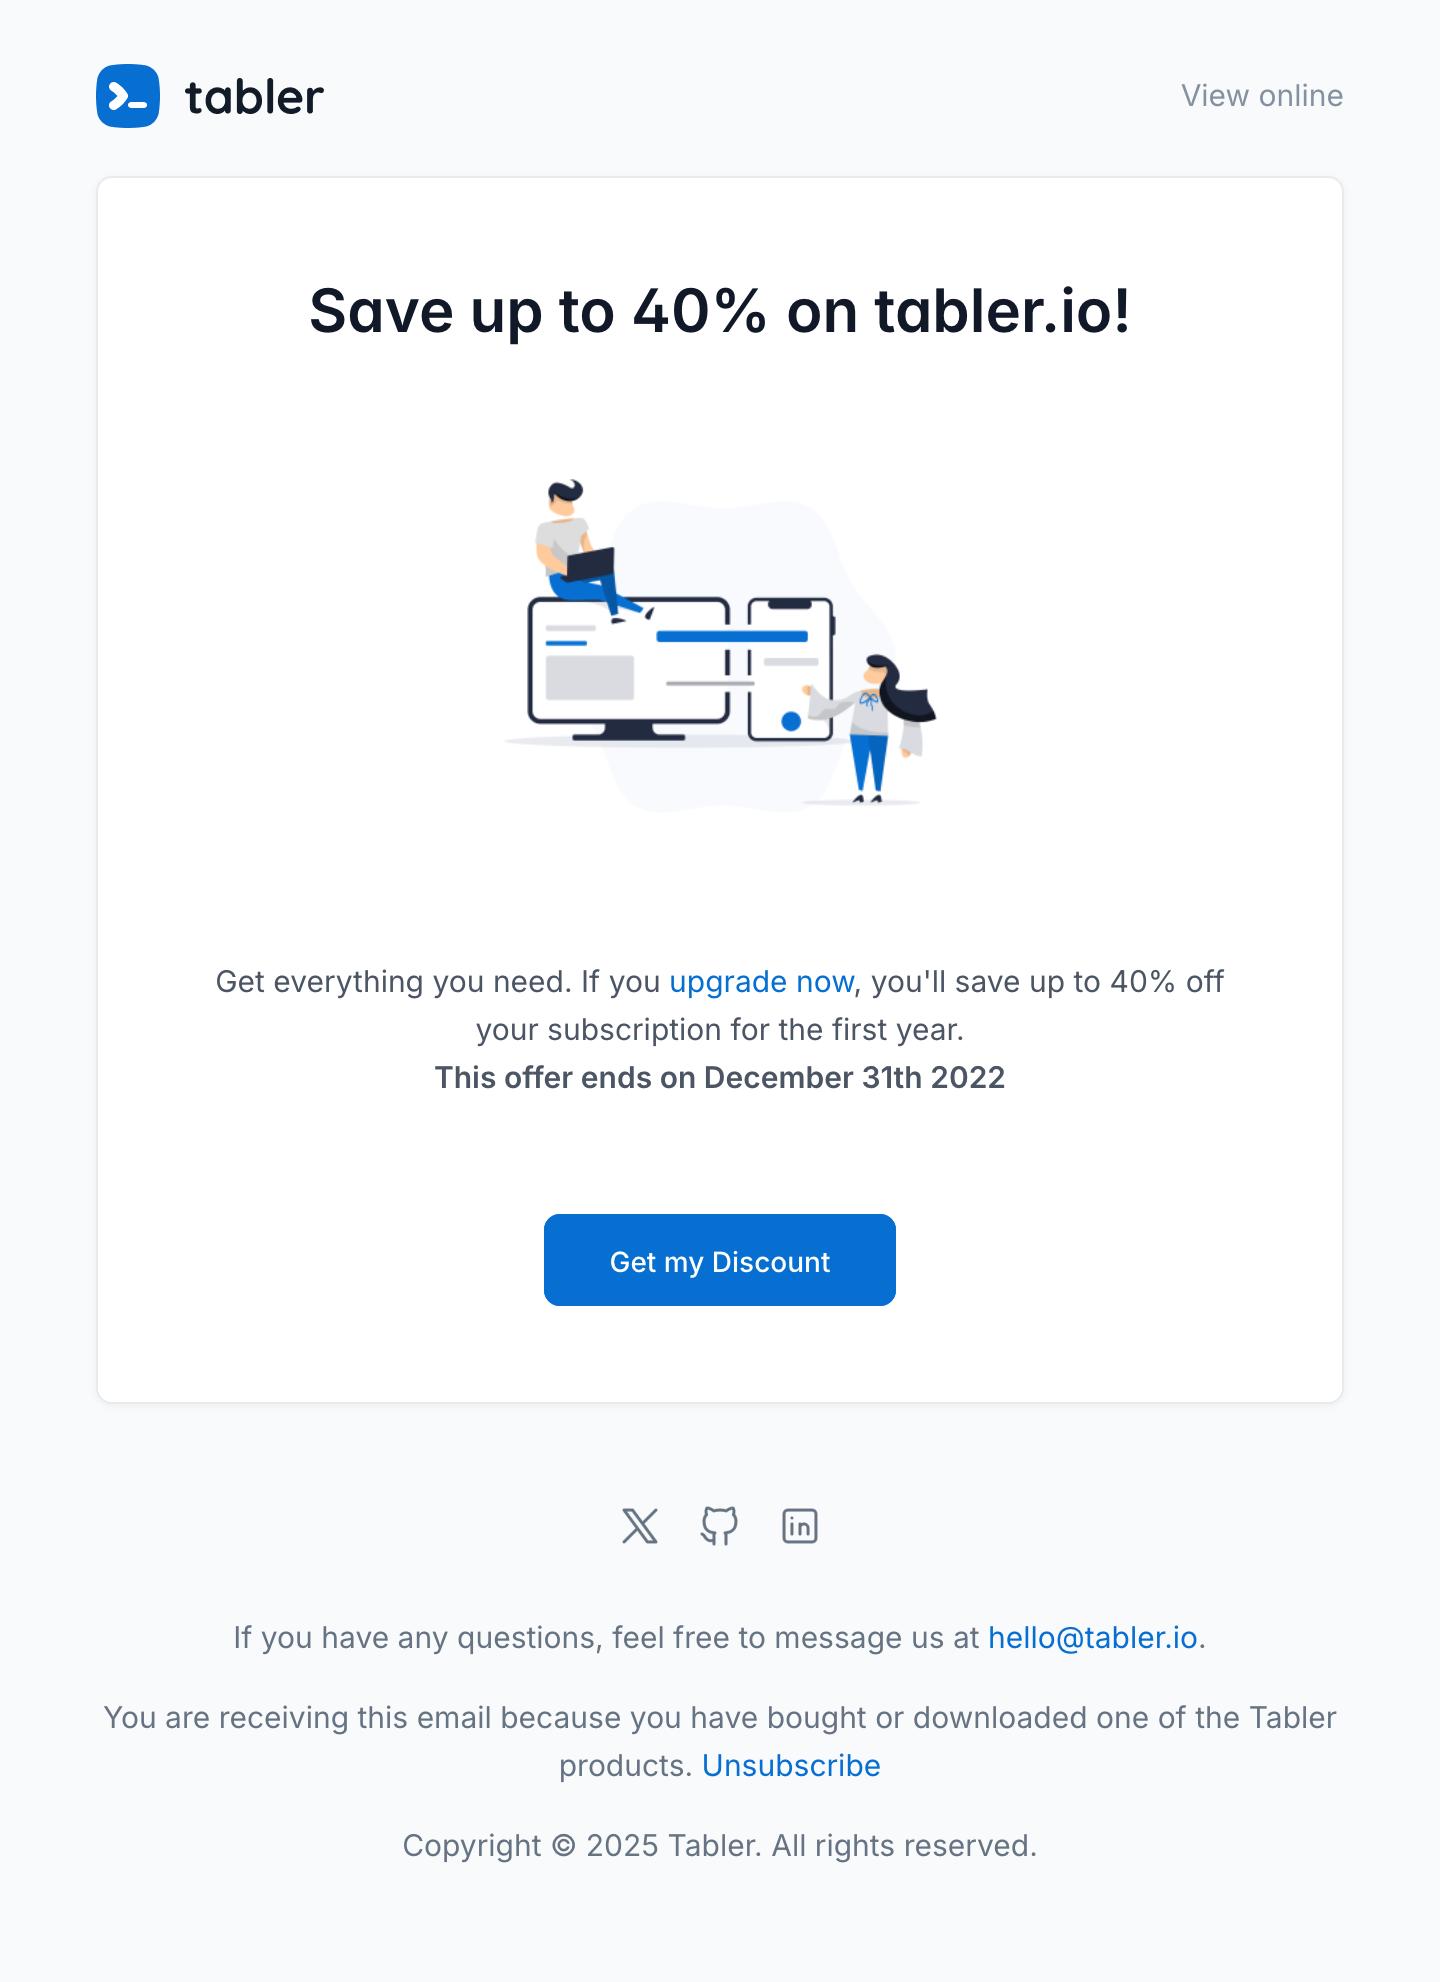 tabler
View online
Save up to 40% on tabler.io!
Get everything you need. If you upgrade now, you'll save up to 40% off
your subscription for the first year.
This offer ends on December 31th 2022
Get my Discount
in
If you have any questions, feel free to message us at hello@tabler.io.
You are receiving this email because you have bought or downloaded one of the Tabler
products. Unsubscribe
Copyright © 2025 Tabler. All rights reserved.